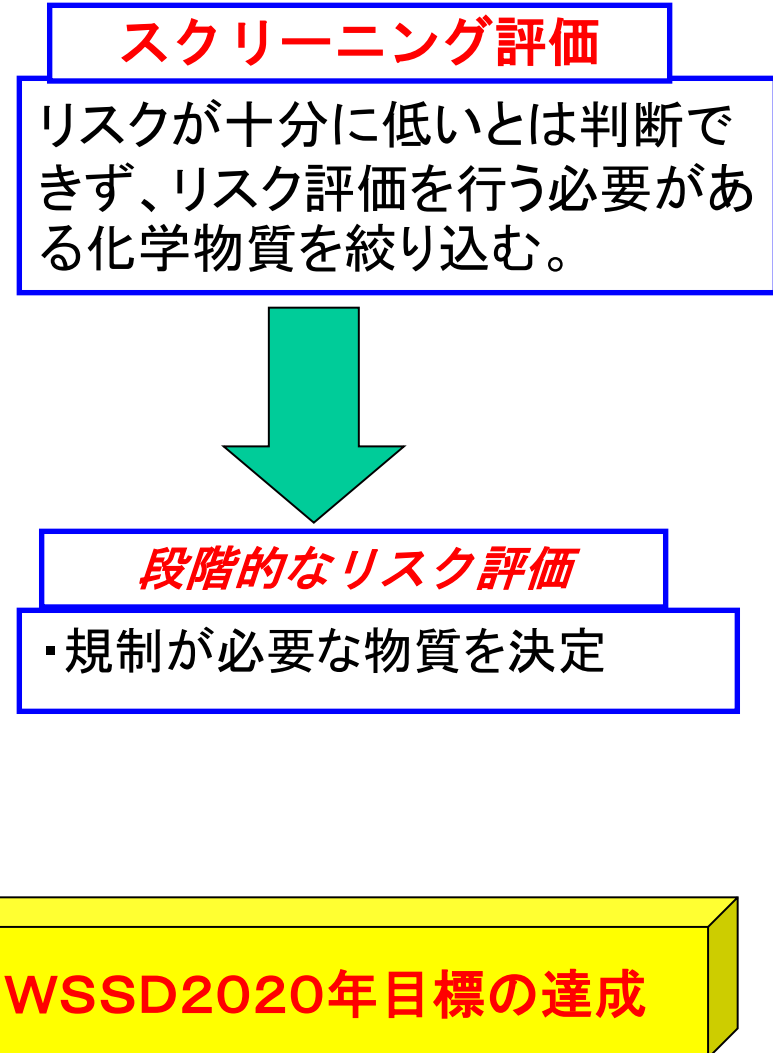 スクリーニング評価
リスクが十分に低いとは判断で
きず、リスク評価を行う必要があ
る化学物質を絞り込む。
段階的なリスク評価
・規制が必要な物質を決定
WSSD2020年目標の達成